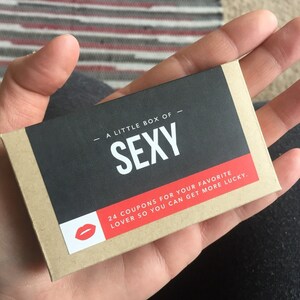 — A LITTLE BOX OF —
SEXY
24 COUPONS FOR YOUR FAVORITE
LOVER SO YOU CAN GET MORE LUCKY.